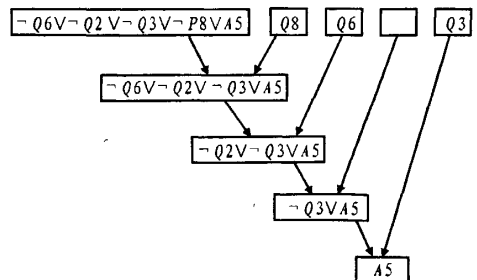 ¬ Q6∨¬ Q2∨¬ Q3∨¬ P8∨A5 Q8 Q6 Q3
¬ Q6∨¬ Q2∨¬ Q3∨A5
¬ Q2∨¬ Q3∨A5
¬ Q3∨A5
A5